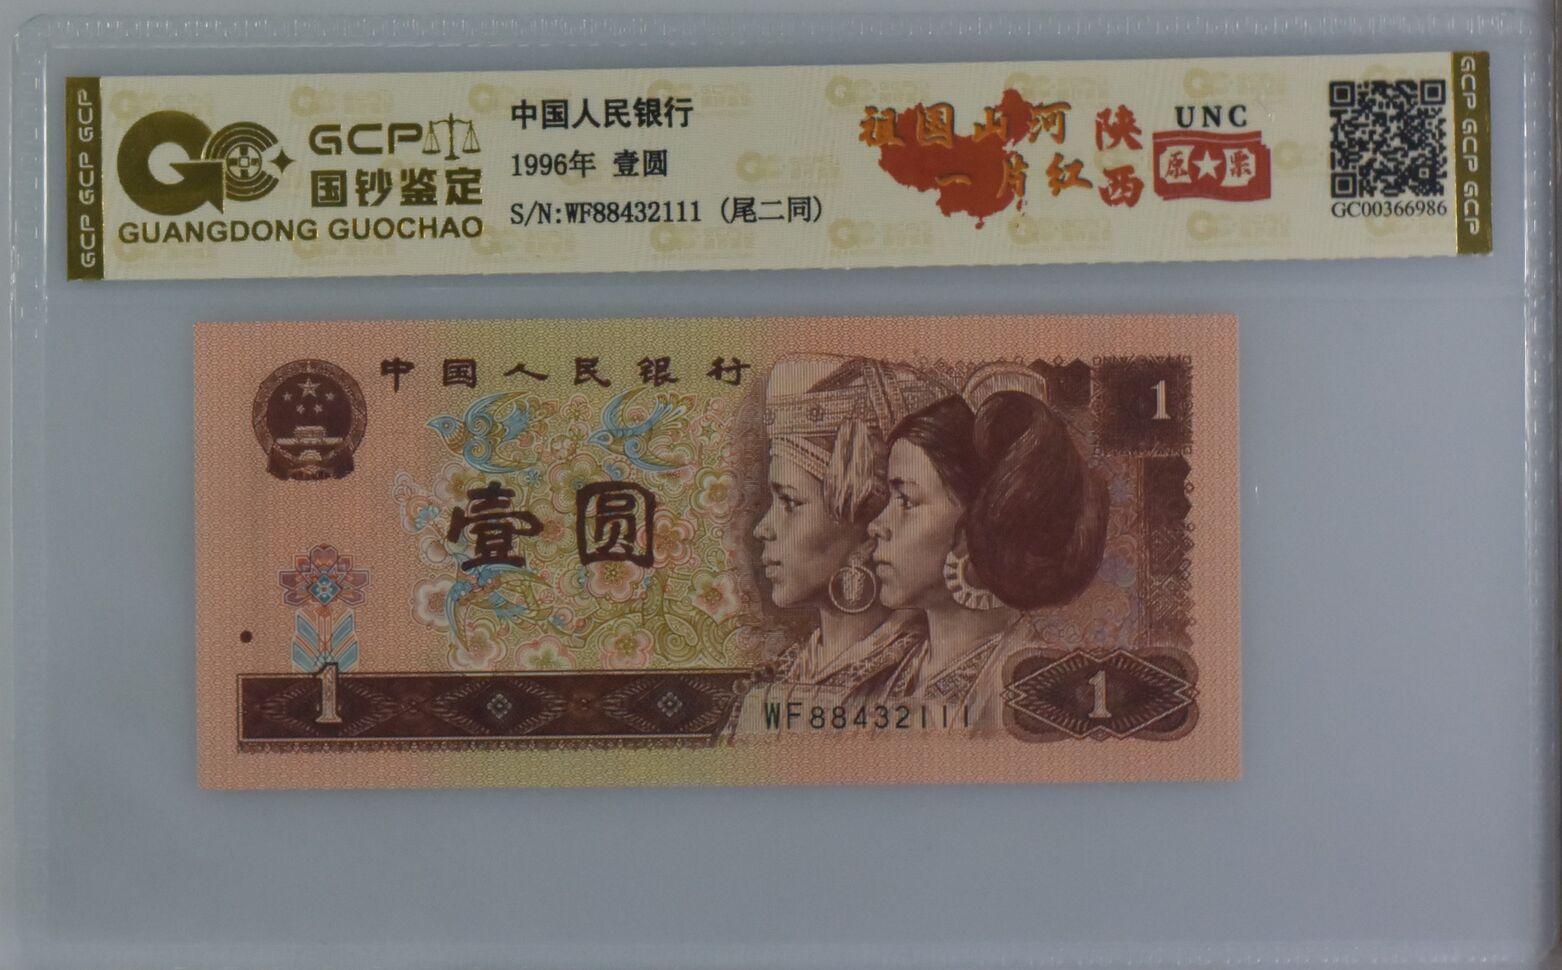 GCP GCP GCP
GCP
国钞鉴定
GUANGDONG GUOCHAO
中国人民银行
1996年 壹圆
S/N:WF88432111 (尾二同)
祖国山河
一片红
陕西
UNC
原★票
GC00366986
GCP GCP GCP
中国人民银行
1
壹圆
1
WF88432111
1